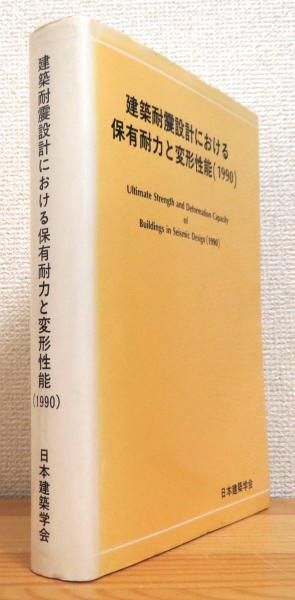 建築耐震設計における保有耐力と変形性能
(1990)
日本建築学会
建築耐震設計における
保有耐力と変形性能(1990)
Ultimate Strength and Deformation Capacity
of
Buildings in Seismic Design (1990)
日本建築学会